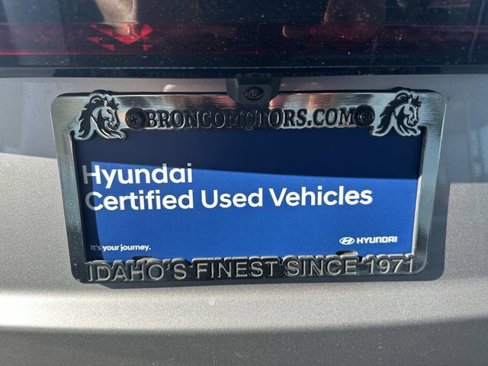 BRONCOMOTORS.COM
Hyundai
Certified Used Vehicles
It's your journey.
HYUNDAI
IDAHO'S FINEST SINCE 1971